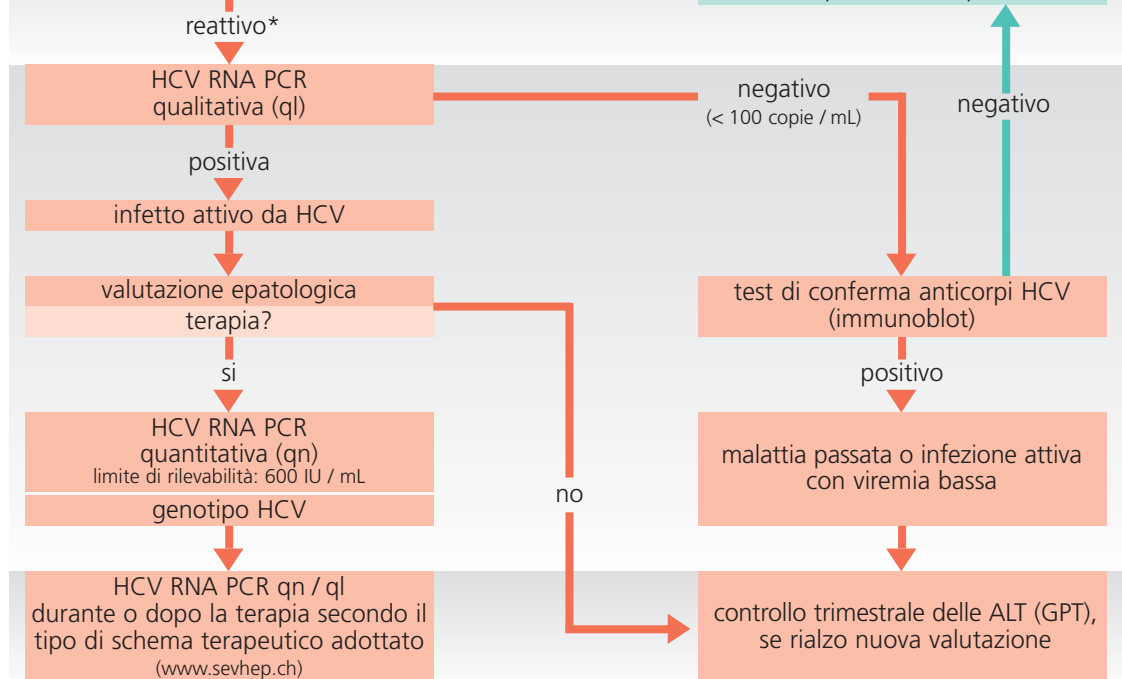 reattivo*
HCV RNA PCR
qualitativa (ql)
negativo
(< 100 copie / mL)
negativo
positiva
infetto attivo da HCV
valutazione epatologica
terapia?
test di conferma anticorpi HCV
(immunoblot)
si
positivo
HCV RNA PCR
quantitativa (qn)
limite di rilevabilità: 600 IU / mL
genotipo HCV
malattia passata o infezione attiva
con viremia bassa
no
HCV RNA PCR qn / ql
durante o dopo la terapia secondo il
tipo di schema terapeutico adottato
(www.sevhep.ch)
controllo trimestrale delle ALT (GPT),
se rialzo nuova valutazione